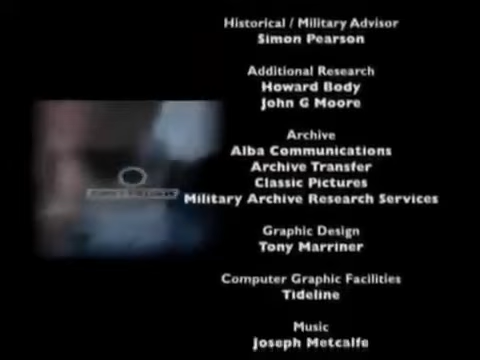 Historical / Military Advisor
Simon Pearson
Additional Research
Howard Body
John G Moore
Archive
Alba Communications
Archive Transfer
Classic Pictures
Military Archive Research Services
Graphic Design
Tony Marriner
Computer Graphic Facilities
Tideline
Music
Joseph Metcalfe